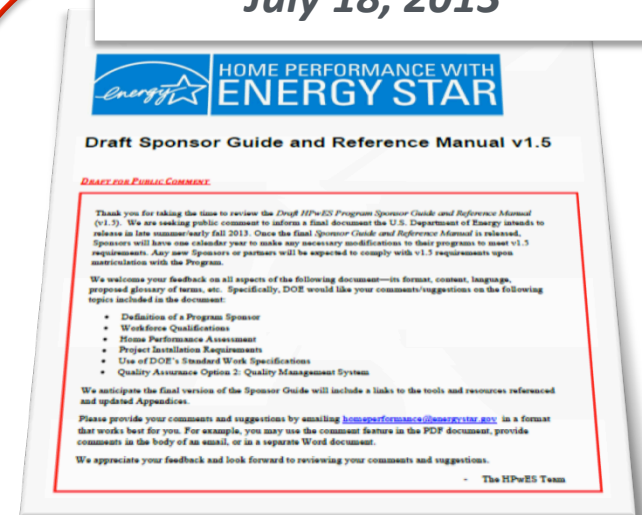 July 18, 2013
energy
HOME PERFORMANCE WITH
ENERGY STAR
Draft Sponsor Guide and Reference Manual v1.5
DRAFT FOR PUBLIC COMMENT
Thank you for taking the time to review the Draft HPwES Program Sponsor Guide and Reference Manual
(v1.5). We are seeking public comment to inform a final document the U.S. Department of Energy intends to
release in late summer/early fall 2013. Once the final Sponsor Guide and Reference Manual is released,
Sponsors will have one calendar year to make any necessary modifications to their programs to meet v1.5
requirements. Any new Sponsors or partners will be expected to comply with v1.5 requirements upon
matriculation with the Program.
We welcome your feedback on all aspects of the following document—its format, content, language,
proposed glossary of terms, etc. Specifically, DOE would like your comments/suggestions on the following
topics included in the document:
• Definition of a Program Sponsor
• Workforce Qualifications
• Home Performance Assessment
• Project Installation Requirements
• Use of DOE's Standard Work Specifications
• Quality Assurance Option 2: Quality Management System
We anticipate the final version of the Sponsor Guide will include a links to the tools and resources referenced
and updated Appendices.
Please provide your comments and suggestions by emailing homeperformance@energystar.gov in a format
that works best for you. For example, you may use the comment feature in the PDF document, provide
comments in the body of an email, or in a separate Word document.
We appreciate your feedback and look forward to reviewing your comments and suggestions.
- The HPwES Team